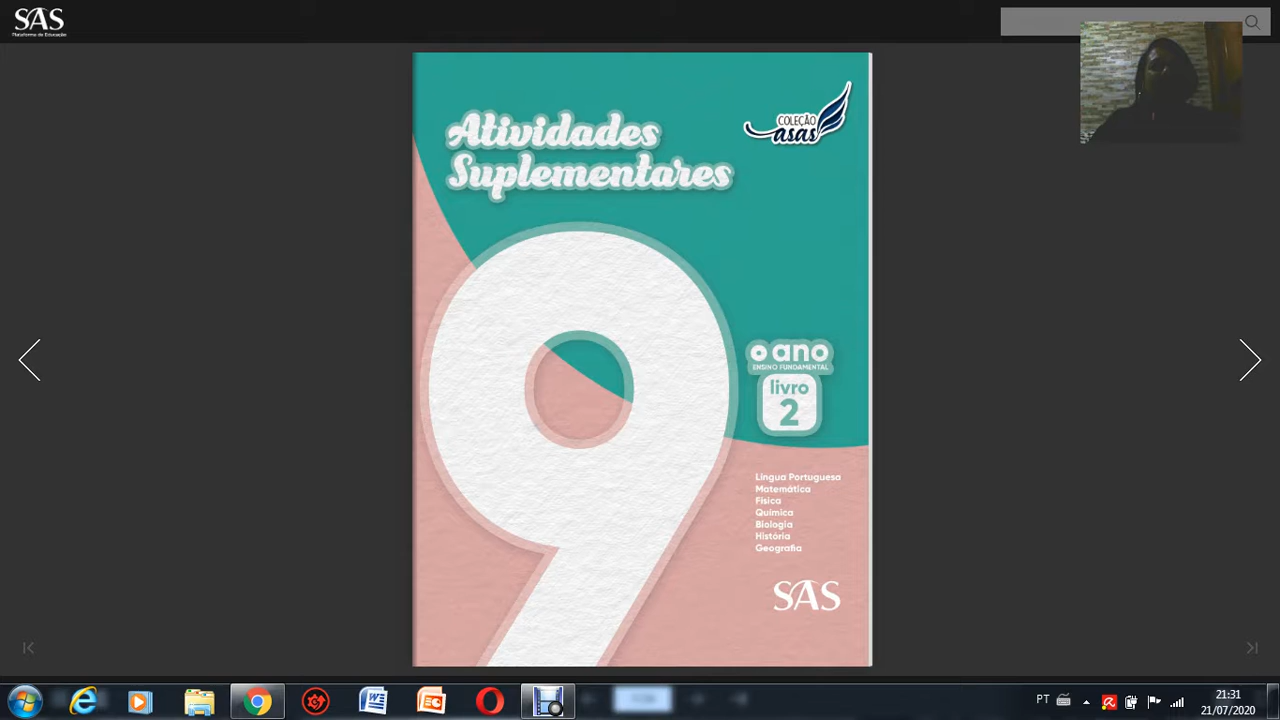 SAS
Plataforma de Educação
Atividades
Suplementares
COLEÇÃO
asas
9
o ano
ENSINO FUNDAMENTAL
livro
2
Língua Portuguesa
Matemática
Física
Química
Biologia
História
Geografia
SAS
PT
21:31
21/07/2020